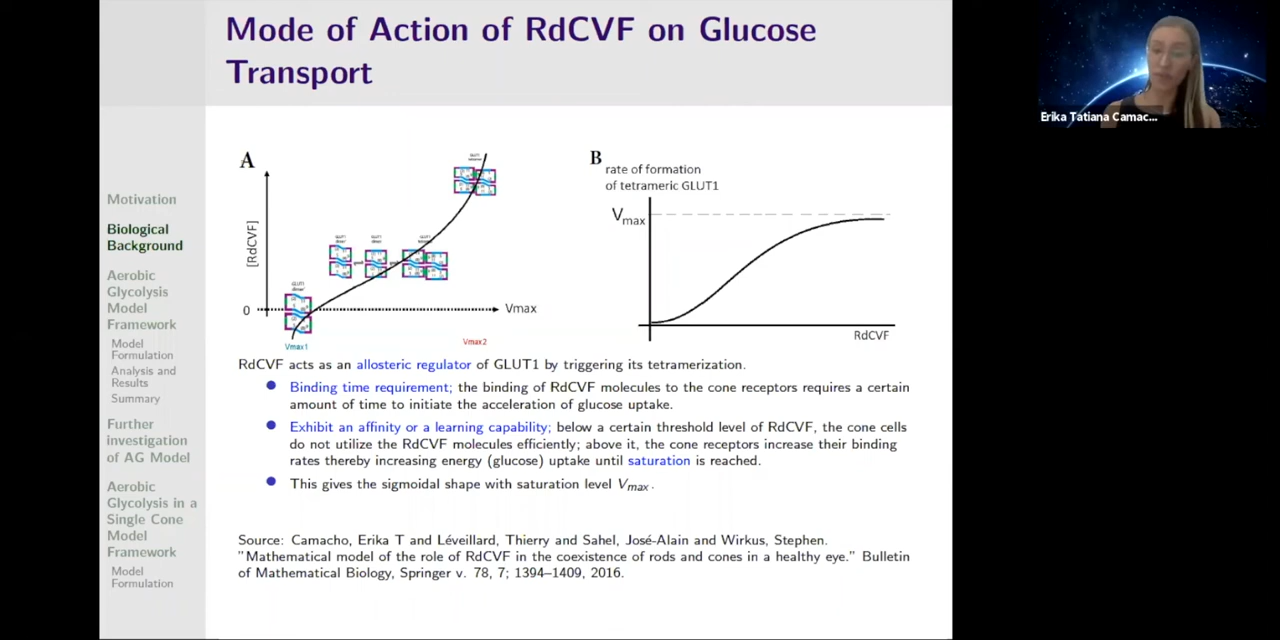 Mode of Action of RdCVF on Glucose
Transport
Erika Tatiana Camac...
Motivation
Biological
Background
Aerobic
Glycolysis
Model
Framework
Model
Formulation
Analysis and
Results
Summary
Further
investigation
of AG Model
Aerobic
Glycolysis in a
Single Cone
Model
Framework
Model
Formulation
A
[RdCVF]
0
GLUT1
Vmax
Vmax1
Vmax2
B
rate of formation
of tetrameric GLUT1
Vmax
RdCVF
RdCVF acts as an allosteric regulator of GLUT1 by triggering its tetramerization.
Binding time requirement; the binding of RdCVF molecules to the cone receptors requires a certain
amount of time to initiate the acceleration of glucose uptake.
Exhibit an affinity or a learning capability; below a certain threshold level of RdCVF, the cone cells
do not utilize the RdCVF molecules efficiently; above it, the cone receptors increase their binding
rates thereby increasing energy (glucose) uptake until saturation is reached.
This gives the sigmoidal shape with saturation level Vmax.
Source: Camacho, Erika T and Léveillard, Thierry and Sahel, José-Alain and Wirkus, Stephen.
"Mathematical model of the role of RdCVF in the coexistence of rods and cones in a healthy eye." Bulletin
of Mathematical Biology, Springer v. 78, 7; 1394–1409, 2016.